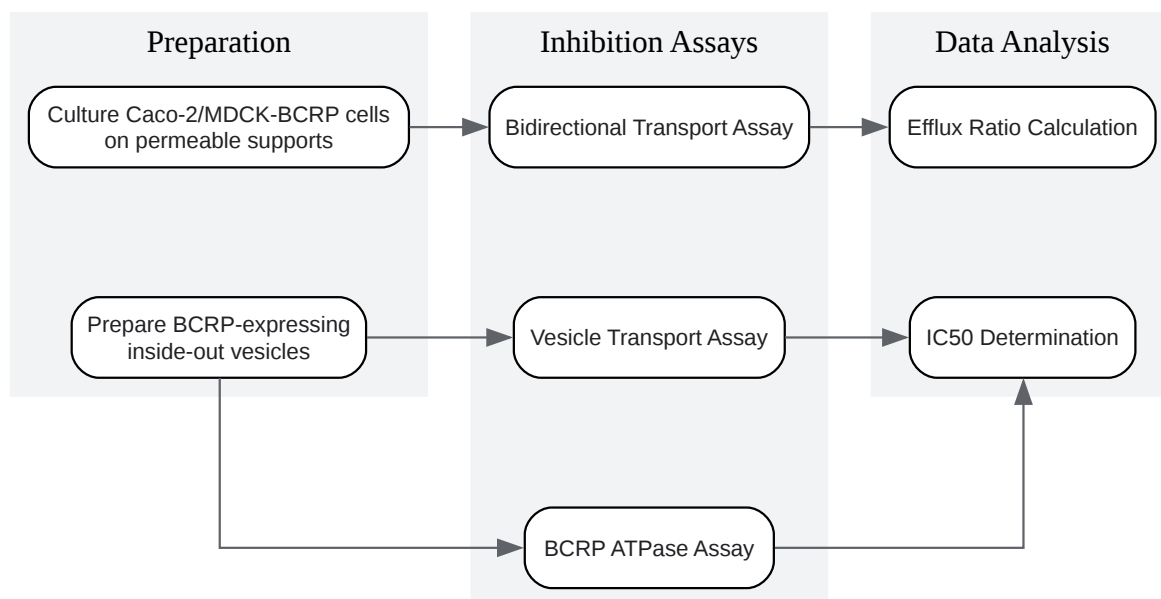 Preparation
Inhibition Assays
Data Analysis
Culture Caco-2/MDCK-BCRP cells
on permeable supports
Bidirectional Transport Assay
Efflux Ratio Calculation
Prepare BCRP-expressing
inside-out vesicles
Vesicle Transport Assay
IC50 Determination
BCRP ATPase Assay